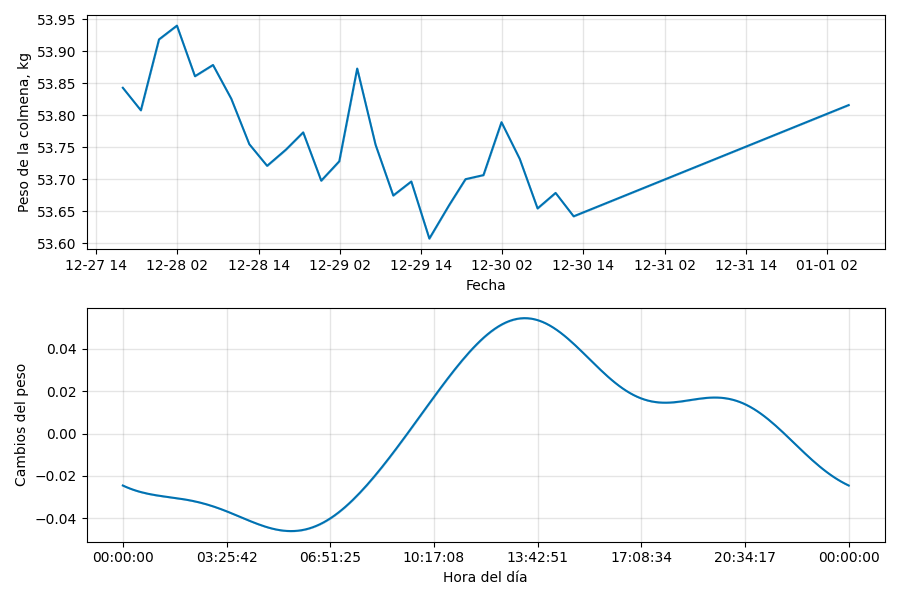 53.95
53.90
53.85
53.80
53.75
53.70
53.65
53.60
Peso de la colmena, kg
12-27 14 12-28 02 12-28 14 12-29 02 12-29 14 12-30 02 12-30 14 12-31 02 12-31 14 01-01 02
Fecha
0.04
0.02
0.00
−0.02
−0.04
Cambios del peso
00:00:00 03:25:42 06:51:25 10:17:08 13:42:51 17:08:34 20:34:17 00:00:00
Hora del día